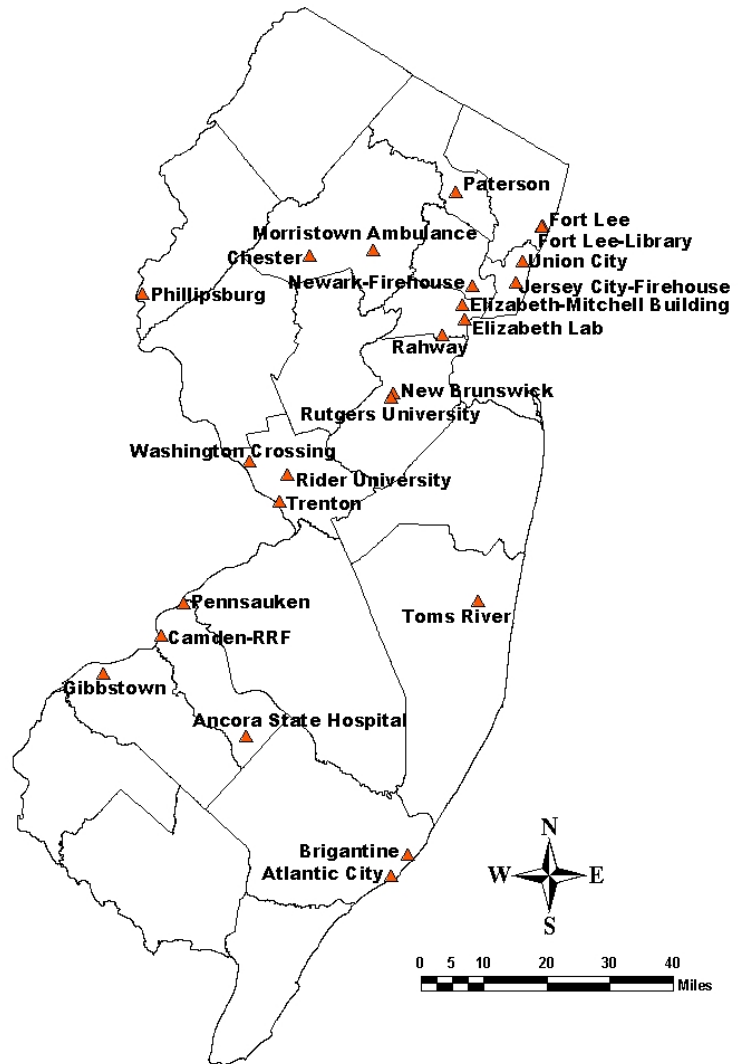 Paterson
Fort Lee
Morristown Ambulance
Fort Lee-Library
Chester
Union City
Newark-Firehouse
Jersey City-Firehouse
Phillipsburg
Elizabeth-Mitchell Building
Elizabeth Lab
Rahway
New Brunswick
Rutgers University
Washington Crossing
Rider University
Trenton
Pennsauken
Toms River
Camden-RRF
Gibbstown
Ancora State Hospital
Brigantine
Atlantic City
N
W E
S
0 5 10 20 30 40
Miles